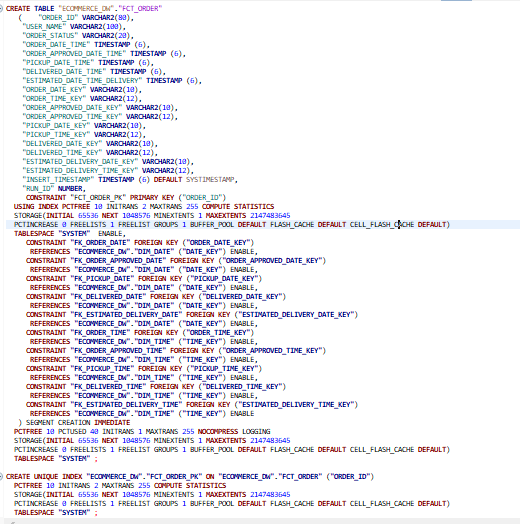 CREATE TABLE "ECOMMERCE_DW"."FCT_ORDER"
( "ORDER_ID" VARCHAR2(80),
"USER_NAME" VARCHAR2(100),
"ORDER_STATUS" VARCHAR2(20),
"ORDER_DATE_TIME" TIMESTAMP (6),
"ORDER_APPROVED_DATE_TIME" TIMESTAMP (6),
"PICKUP_DATE_TIME" TIMESTAMP (6),
"DELIVERED_DATE_TIME" TIMESTAMP (6),
"ESTIMATED_DATE_TIME_DELIVERY" TIMESTAMP (6),
"ORDER_DATE_KEY" VARCHAR2(10),
"ORDER_TIME_KEY" VARCHAR2(12),
"ORDER_APPROVED_DATE_KEY" VARCHAR2(10),
"ORDER_APPROVED_TIME_KEY" VARCHAR2(12),
"PICKUP_DATE_KEY" VARCHAR2(10),
"PICKUP_TIME_KEY" VARCHAR2(12),
"DELIVERED_DATE_KEY" VARCHAR2(10),
"DELIVERED_TIME_KEY" VARCHAR2(12),
"ESTIMATED_DELIVERY_DATE_KEY" VARCHAR2(10),
"ESTIMATED_DELIVERY_TIME_KEY" VARCHAR2(12),
"INSERT_TIMESTAMP" TIMESTAMP (6) DEFAULT SYSTIMESTAMP,
"RUN_ID" NUMBER,
CONSTRAINT "FCT_ORDER_PK" PRIMARY KEY ("ORDER_ID")
USING INDEX PCTFREE 10 INITRANS 2 MAXTRANS 255 COMPUTE STATISTICS
STORAGE(INITIAL 65536 NEXT 1048576 MINEXTENTS 1 MAXEXTENTS 2147483645
PCTINCREASE 0 FREELISTS 1 FREELIST GROUPS 1 BUFFER_POOL DEFAULT FLASH_CACHE DEFAULT CELL_FLASH_CACHE DEFAULT)
TABLESPACE "SYSTEM" ENABLE,
CONSTRAINT "FK_ORDER_DATE" FOREIGN KEY ("ORDER_DATE_KEY")
REFERENCES "ECOMMERCE_DW"."DIM_DATE" ("DATE_KEY") ENABLE,
CONSTRAINT "FK_ORDER_APPROVED_DATE" FOREIGN KEY ("ORDER_APPROVED_DATE_KEY")
REFERENCES "ECOMMERCE_DW"."DIM_DATE" ("DATE_KEY") ENABLE,
CONSTRAINT "FK_PICKUP_DATE" FOREIGN KEY ("PICKUP_DATE_KEY")
REFERENCES "ECOMMERCE_DW"."DIM_DATE" ("DATE_KEY") ENABLE,
CONSTRAINT "FK_DELIVERED_DATE" FOREIGN KEY ("DELIVERED_DATE_KEY")
REFERENCES "ECOMMERCE_DW"."DIM_DATE" ("DATE_KEY") ENABLE,
CONSTRAINT "FK_ESTIMATED_DELIVERY_DATE" FOREIGN KEY ("ESTIMATED_DELIVERY_DATE_KEY")
REFERENCES "ECOMMERCE_DW"."DIM_DATE" ("DATE_KEY") ENABLE,
CONSTRAINT "FK_ORDER_TIME" FOREIGN KEY ("ORDER_TIME_KEY")
REFERENCES "ECOMMERCE_DW"."DIM_TIME" ("TIME_KEY") ENABLE,
CONSTRAINT "FK_ORDER_APPROVED_TIME" FOREIGN KEY ("ORDER_APPROVED_TIME_KEY")
REFERENCES "ECOMMERCE_DW"."DIM_TIME" ("TIME_KEY") ENABLE,
CONSTRAINT "FK_PICKUP_TIME" FOREIGN KEY ("PICKUP_TIME_KEY")
REFERENCES "ECOMMERCE_DW"."DIM_TIME" ("TIME_KEY") ENABLE,
CONSTRAINT "FK_DELIVERED_TIME" FOREIGN KEY ("DELIVERED_TIME_KEY")
REFERENCES "ECOMMERCE_DW"."DIM_TIME" ("TIME_KEY") ENABLE,
CONSTRAINT "FK_ESTIMATED_DELIVERY_TIME" FOREIGN KEY ("ESTIMATED_DELIVERY_TIME_KEY")
REFERENCES "ECOMMERCE_DW"."DIM_TIME" ("TIME_KEY") ENABLE
) SEGMENT CREATION IMMEDIATE
PCTFREE 10 PCTUSED 40 INITRANS 1 MAXTRANS 255 NOCOMPRESS LOGGING
STORAGE(INITIAL 65536 NEXT 1048576 MINEXTENTS 1 MAXEXTENTS 2147483645
PCTINCREASE 0 FREELISTS 1 FREELIST GROUPS 1 BUFFER_POOL DEFAULT FLASH_CACHE DEFAULT CELL_FLASH_CACHE DEFAULT)
TABLESPACE "SYSTEM" ;
CREATE UNIQUE INDEX "ECOMMERCE_DW"."FCT_ORDER_PK" ON "ECOMMERCE_DW"."FCT_ORDER" ("ORDER_ID")
PCTFREE 10 INITRANS 2 MAXTRANS 255 COMPUTE STATISTICS
STORAGE(INITIAL 65536 NEXT 1048576 MINEXTENTS 1 MAXEXTENTS 2147483645
PCTINCREASE 0 FREELISTS 1 FREELIST GROUPS 1 BUFFER_POOL DEFAULT FLASH_CACHE DEFAULT CELL_FLASH_CACHE DEFAULT)
TABLESPACE "SYSTEM" ;